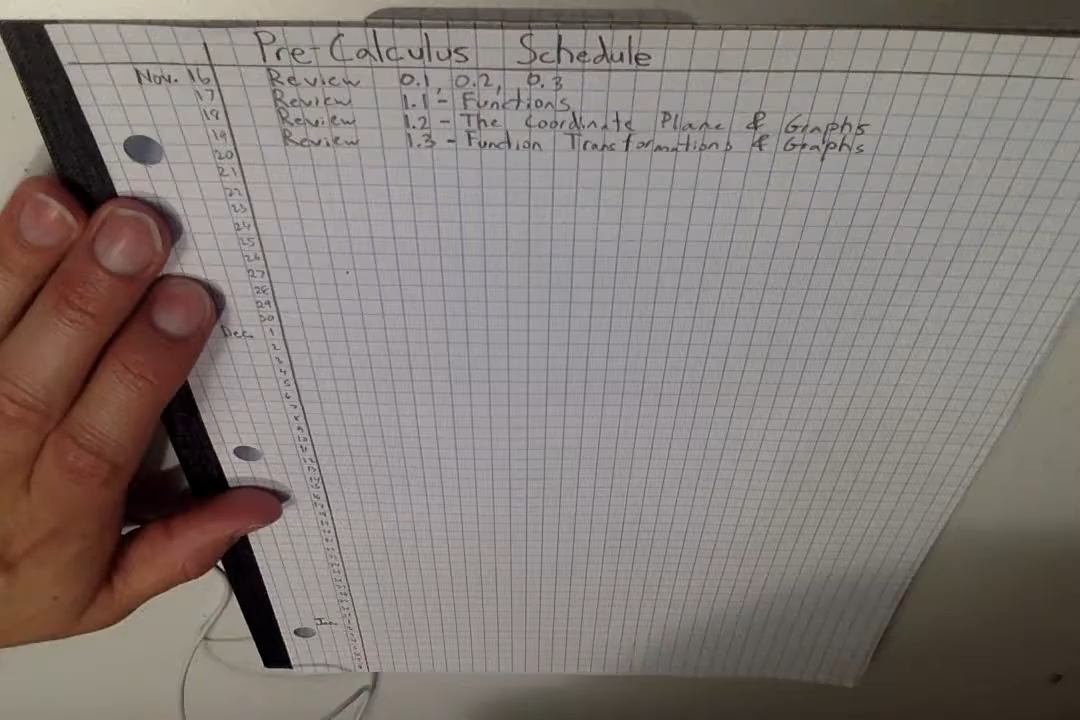 Pre-Calculus Schedule
Nov. 16 Review 0.1, 0.2, 0.3
17 Review 1.1 - Functions
18 Review 1.2 - The Coordinate Plane & Graphs
19 Review 1.3 - Function Transformations & Graphs
20
21
22
23
24
25
26
27
28
29
30
Dec 1
2
3
4
5
6
7